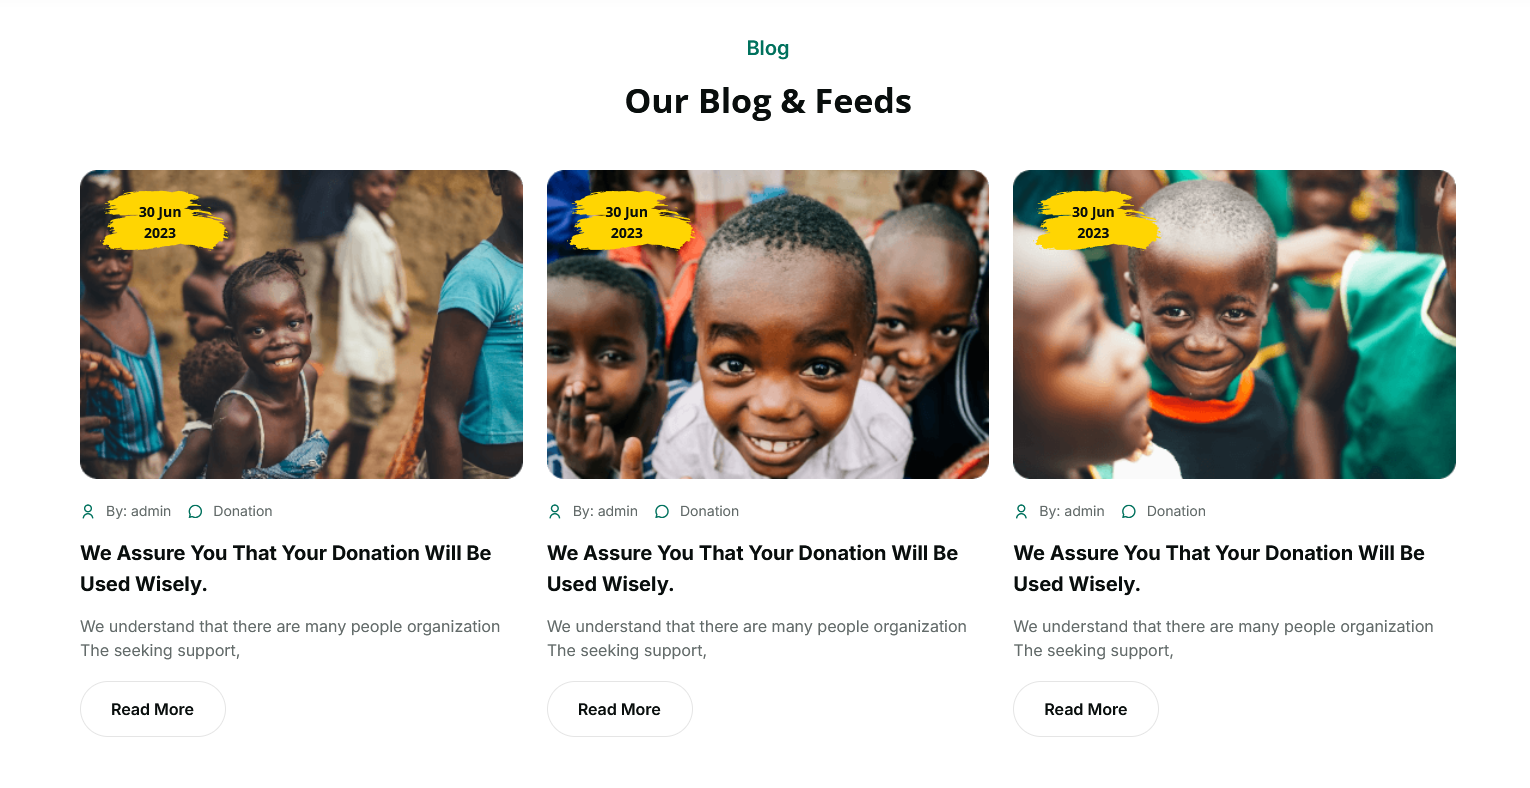 Blog
Our Blog & Feeds
30 Jun
2023
By: admin Donation
We Assure You That Your Donation Will Be
Used Wisely.
We understand that there are many people organization
The seeking support,
Read More
30 Jun
2023
By: admin Donation
We Assure You That Your Donation Will Be
Used Wisely.
We understand that there are many people organization
The seeking support,
Read More
30 Jun
2023
By: admin Donation
We Assure You That Your Donation Will Be
Used Wisely.
We understand that there are many people organization
The seeking support,
Read More